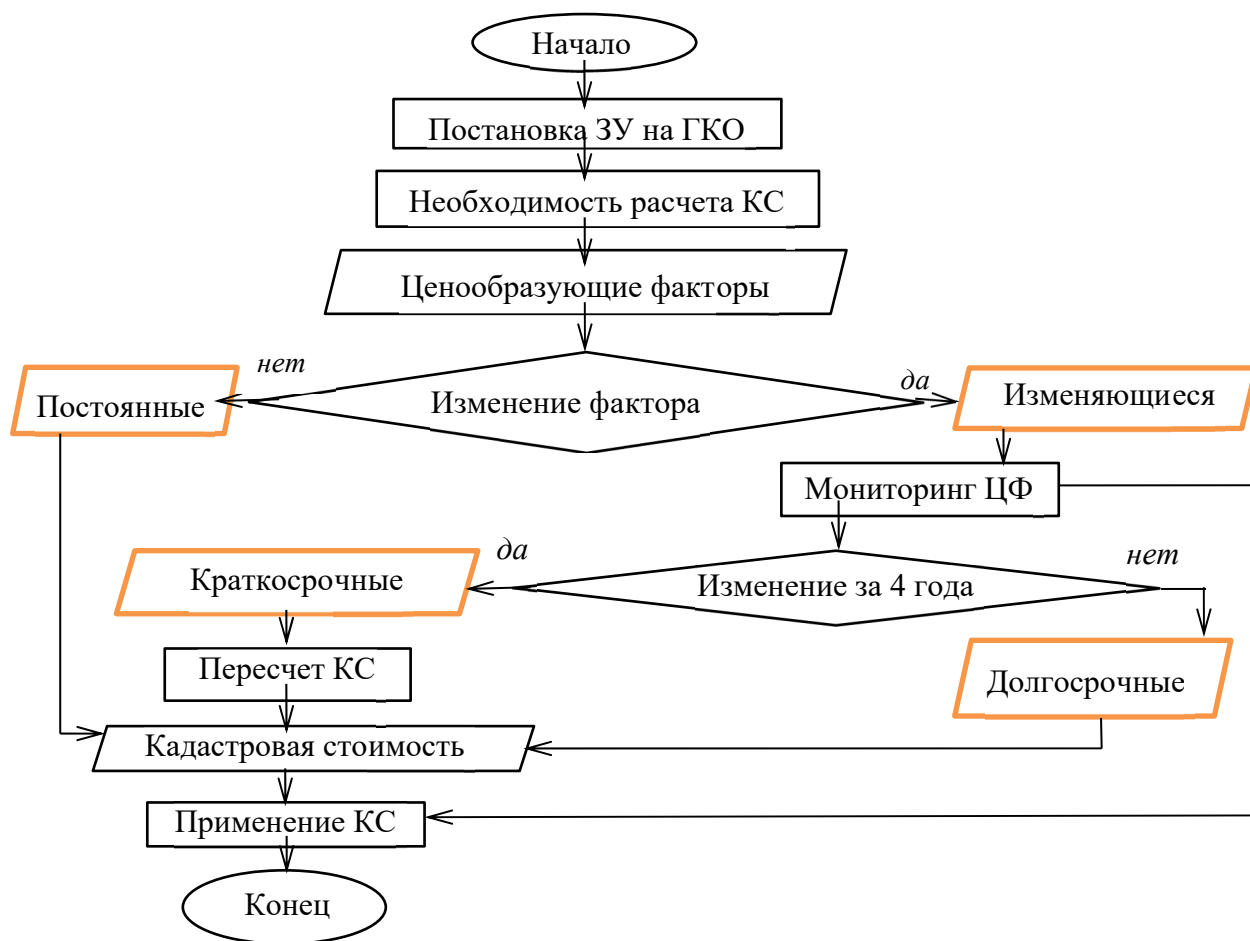 Начало
Постановка ЗУ на ГКО
Необходимость расчета КС
Ценообразующие факторы
нет
да
Постоянные
Изменение фактора
Изменяющиеся
Мониторинг ЦФ
да
нет
Краткосрочные
Изменение за 4 года
Пересчет КС
Долгосрочные
Кадастровая стоимость
Применение КС
Конец